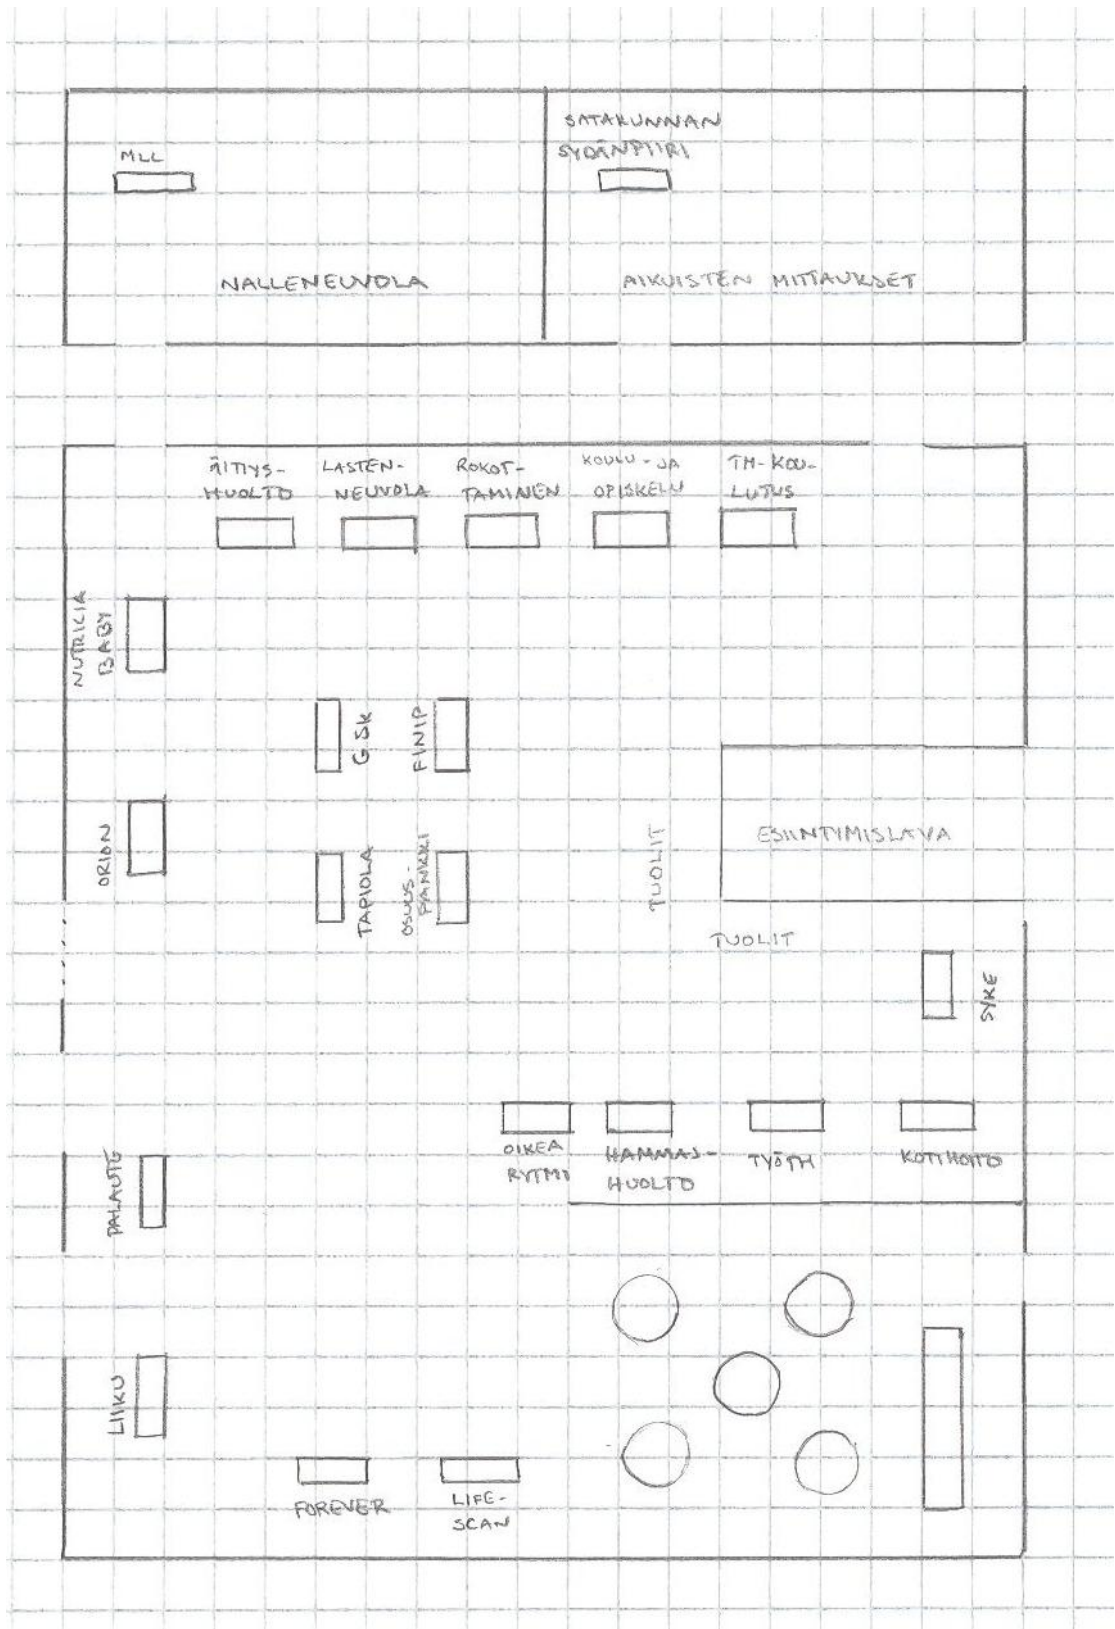 MLL
SATAKUNNAN
SYDÄNPIIRI
NALLENEUVOLA
AIKUISTEN MITTAUKSET
ÄITIYS-
HUOLTO
LASTEN-
NEUVOLA
ROKOT-
TAMINEN
KOULU- JA
OPISKELU
TH-KOU-
LUTUS
NUTRICIA
BABY
GSK
FINIP
ORION
TAPIOLA
OSUUS-
PANKKI
TUOLIT
ESIINTYMISLAVA
TUOLIT
SYKE
OIKEA
RYTMI
HAMMAS-
HUOLTO
TYÖTH
KOTIHOITO
PALAUTE
LIIKU
FOREVER
LIFE-
SCAN